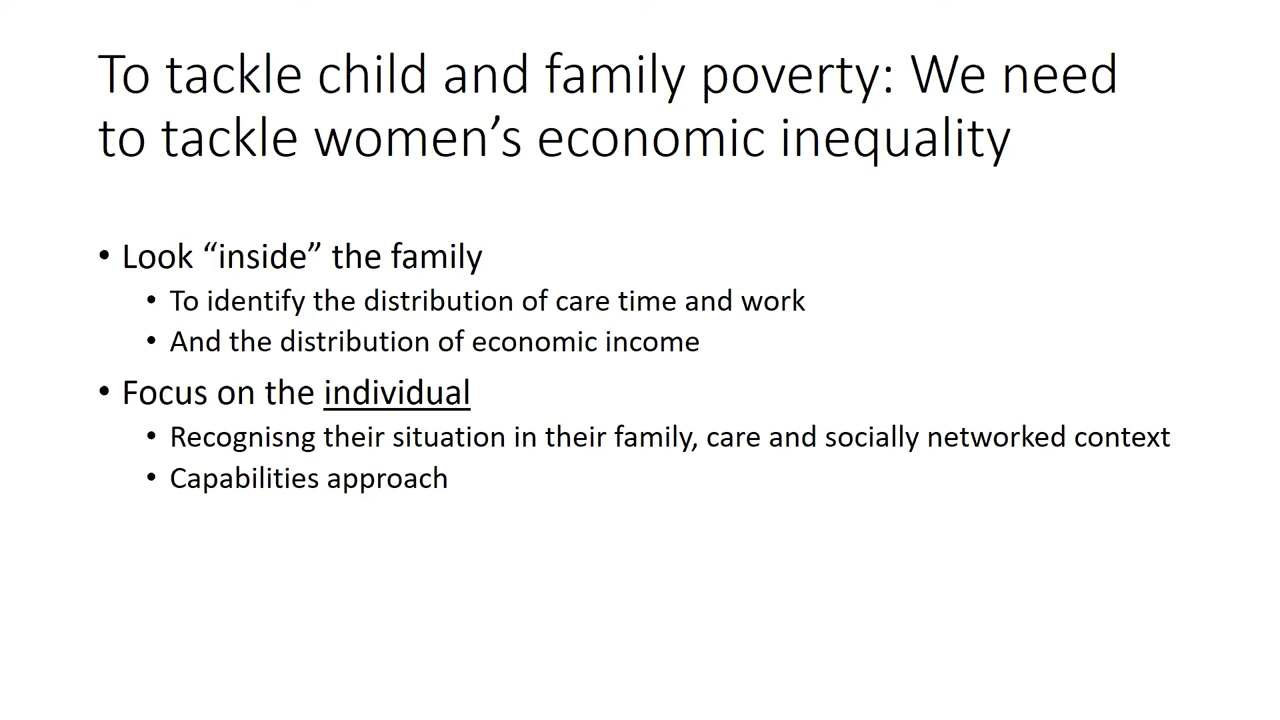 To tackle child and family poverty: We need
to tackle women’s economic inequality
• Look “inside” the family
• To identify the distribution of care time and work
• And the distribution of economic income
• Focus on the individual
• Recognisng their situation in their family, care and socially networked context
• Capabilities approach